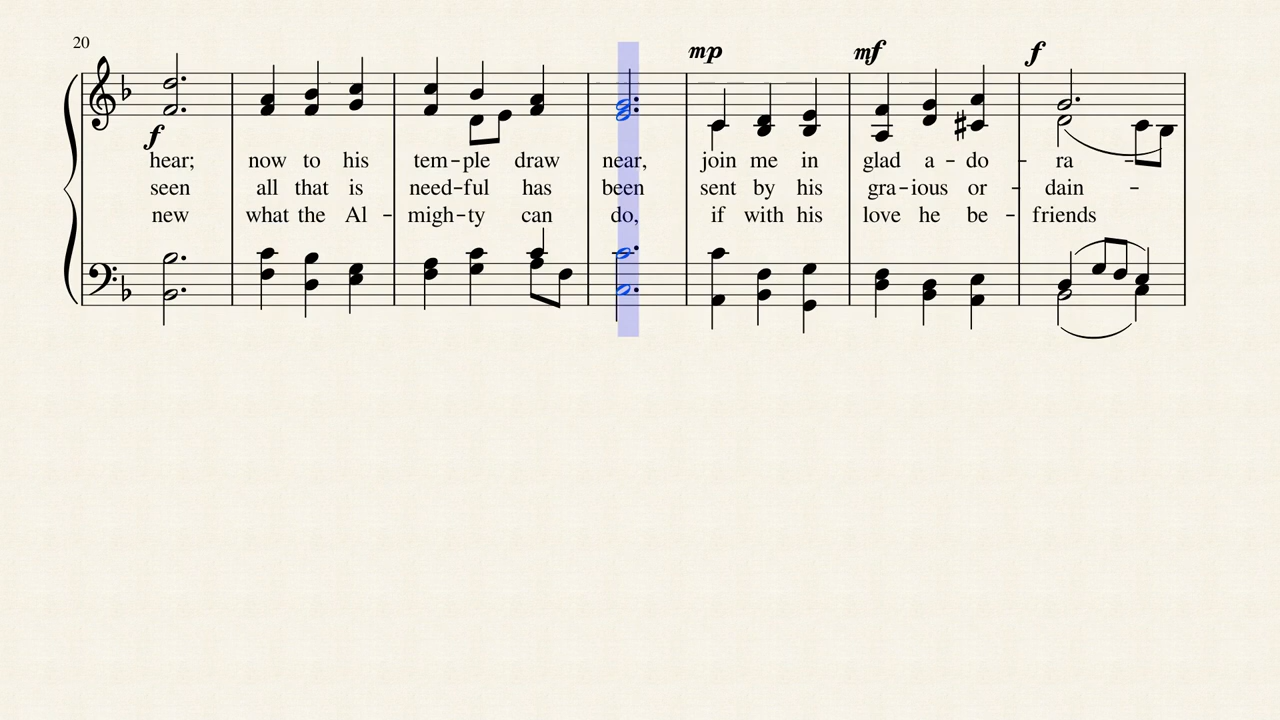 20
mp mf f
f
hear; now to his tem-ple draw near, join me in glad a - do - ra -
seen all that is need-ful has been sent by his gra-ious or - dain -
new what the Al - migh-ty can do, if with his love he be - friends